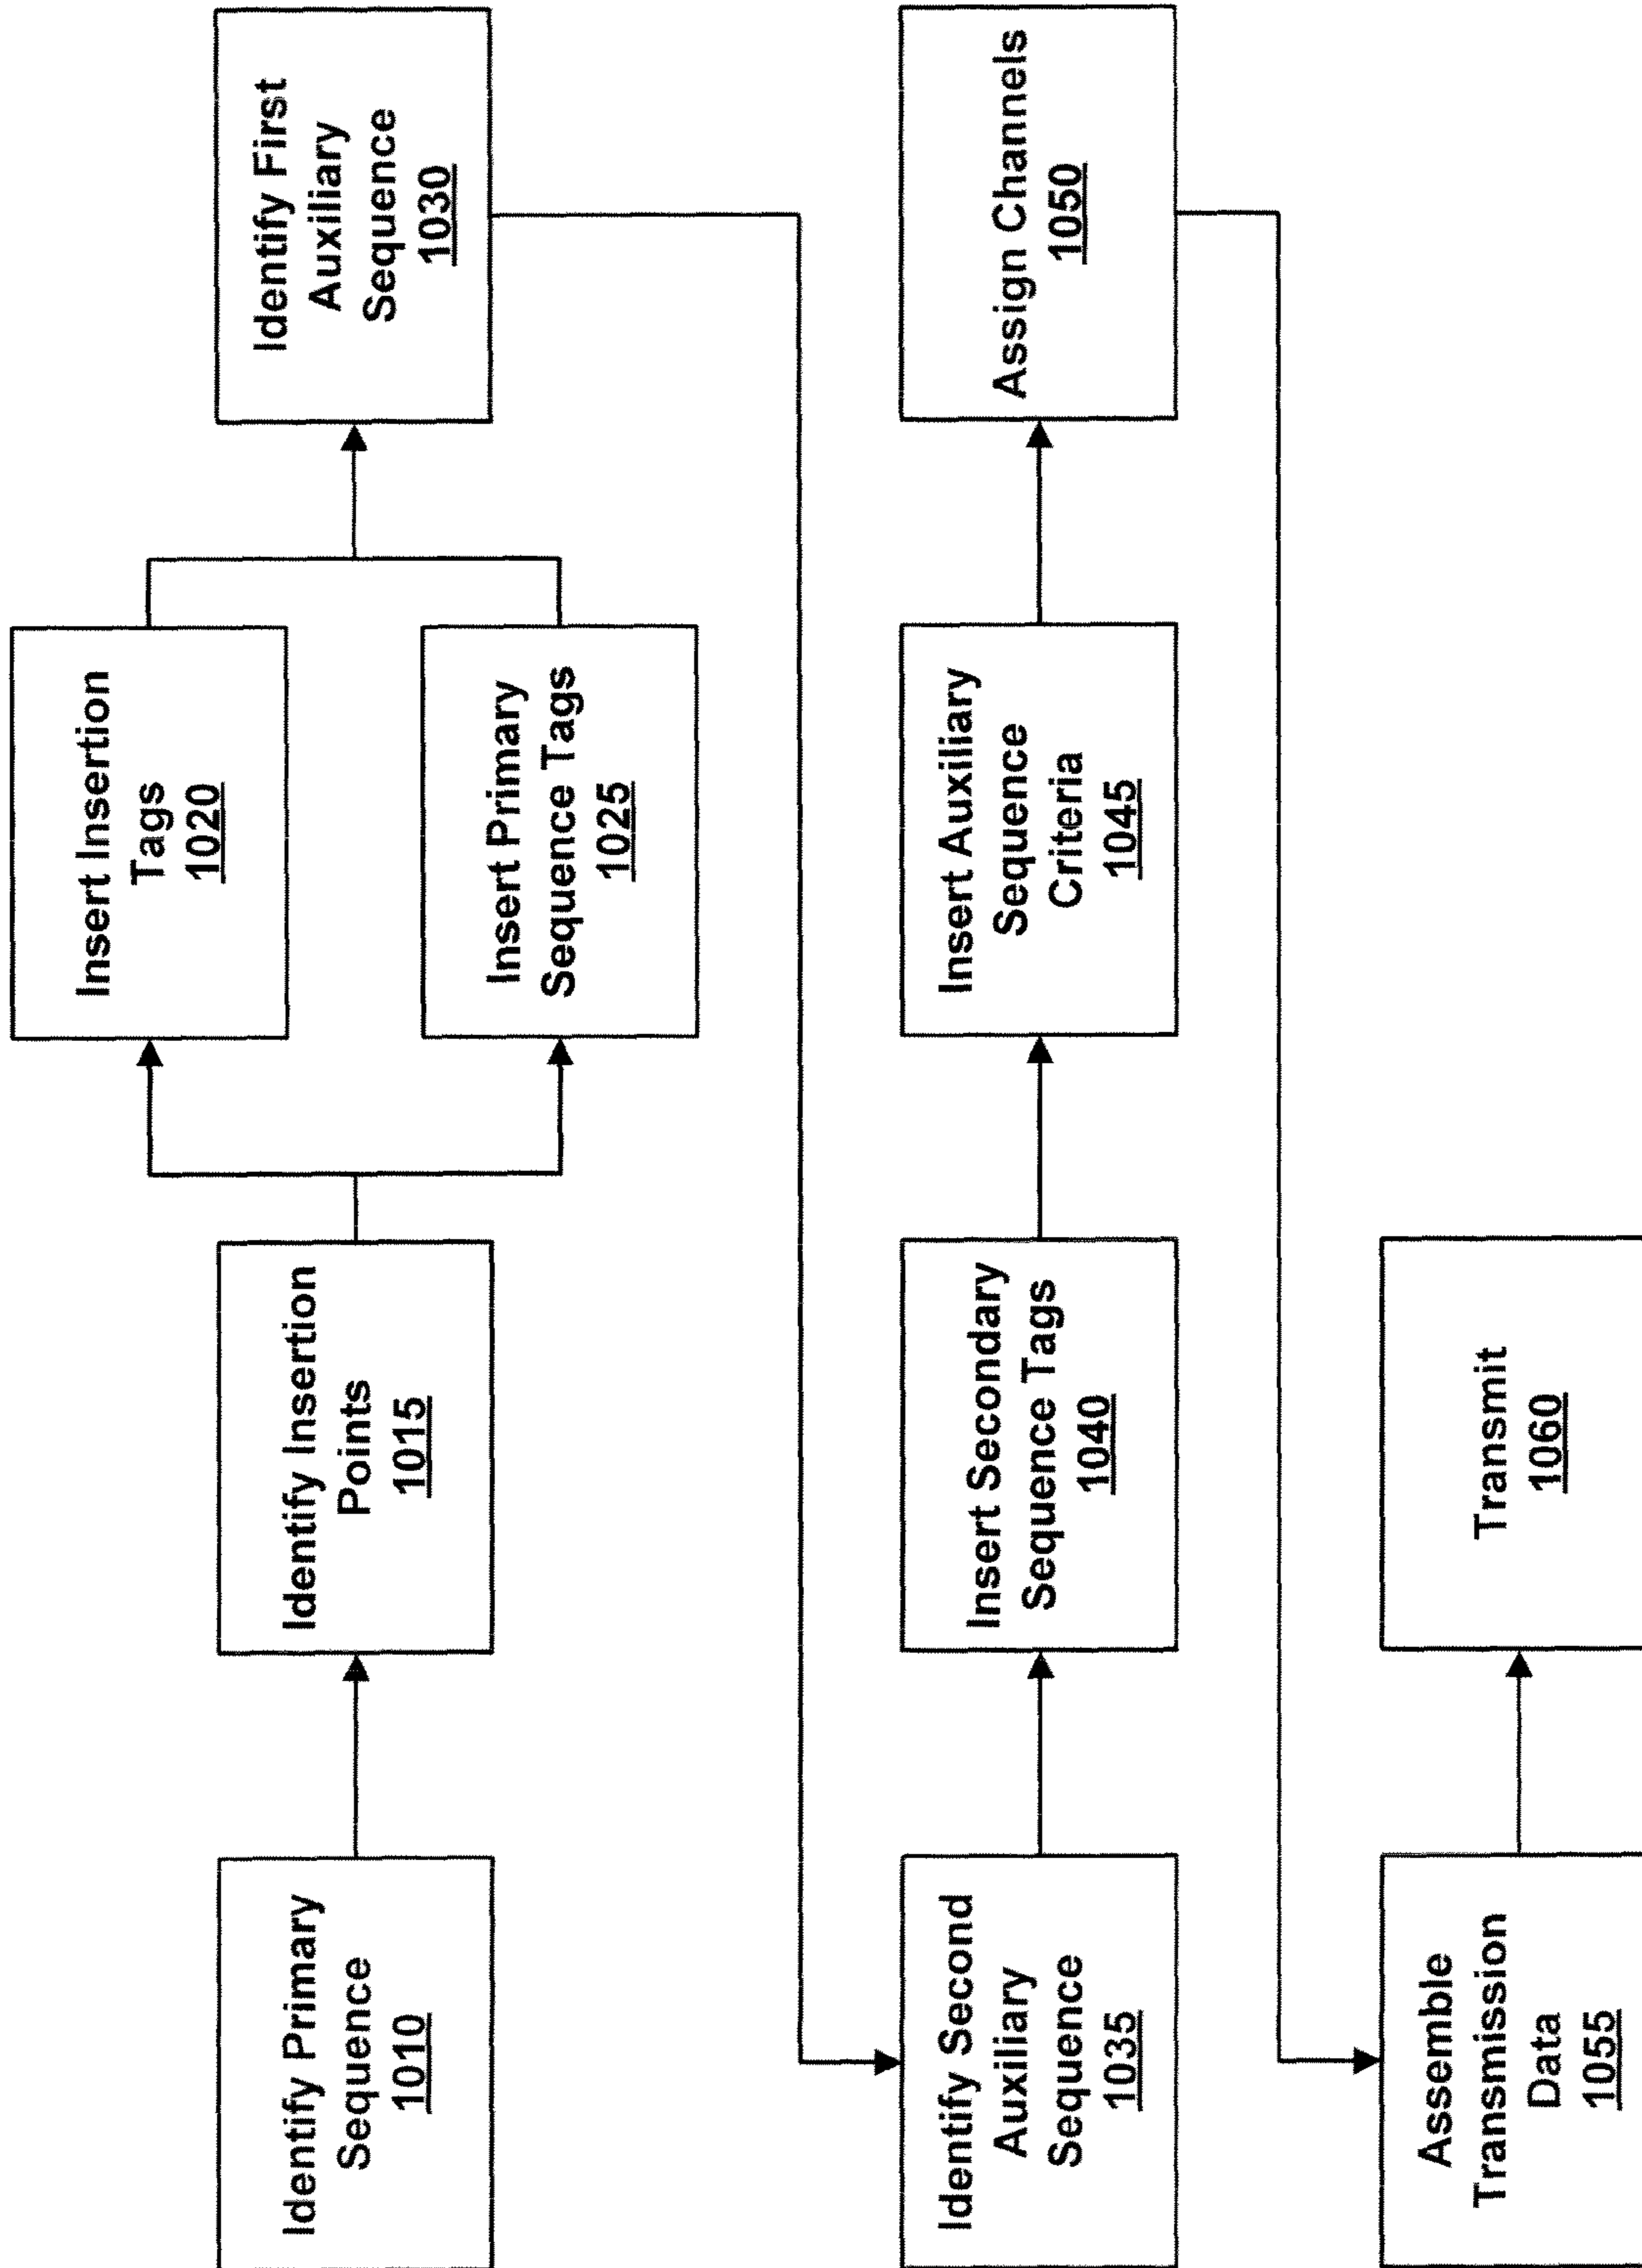 Identify Primary
Sequence
1010
Identify Insertion
Points
1015
Insert Insertion
Tags
1020
Insert Primary
Sequence Tags
1025
Identify First
Auxiliary
Sequence
1030
Identify Second
Auxiliary
Sequence
1035
Insert Secondary
Sequence Tags
1040
Insert Auxiliary
Sequence
Criteria
1045
Assign Channels
1050
Assemble
Transmission
Data
1055
Transmit
1060